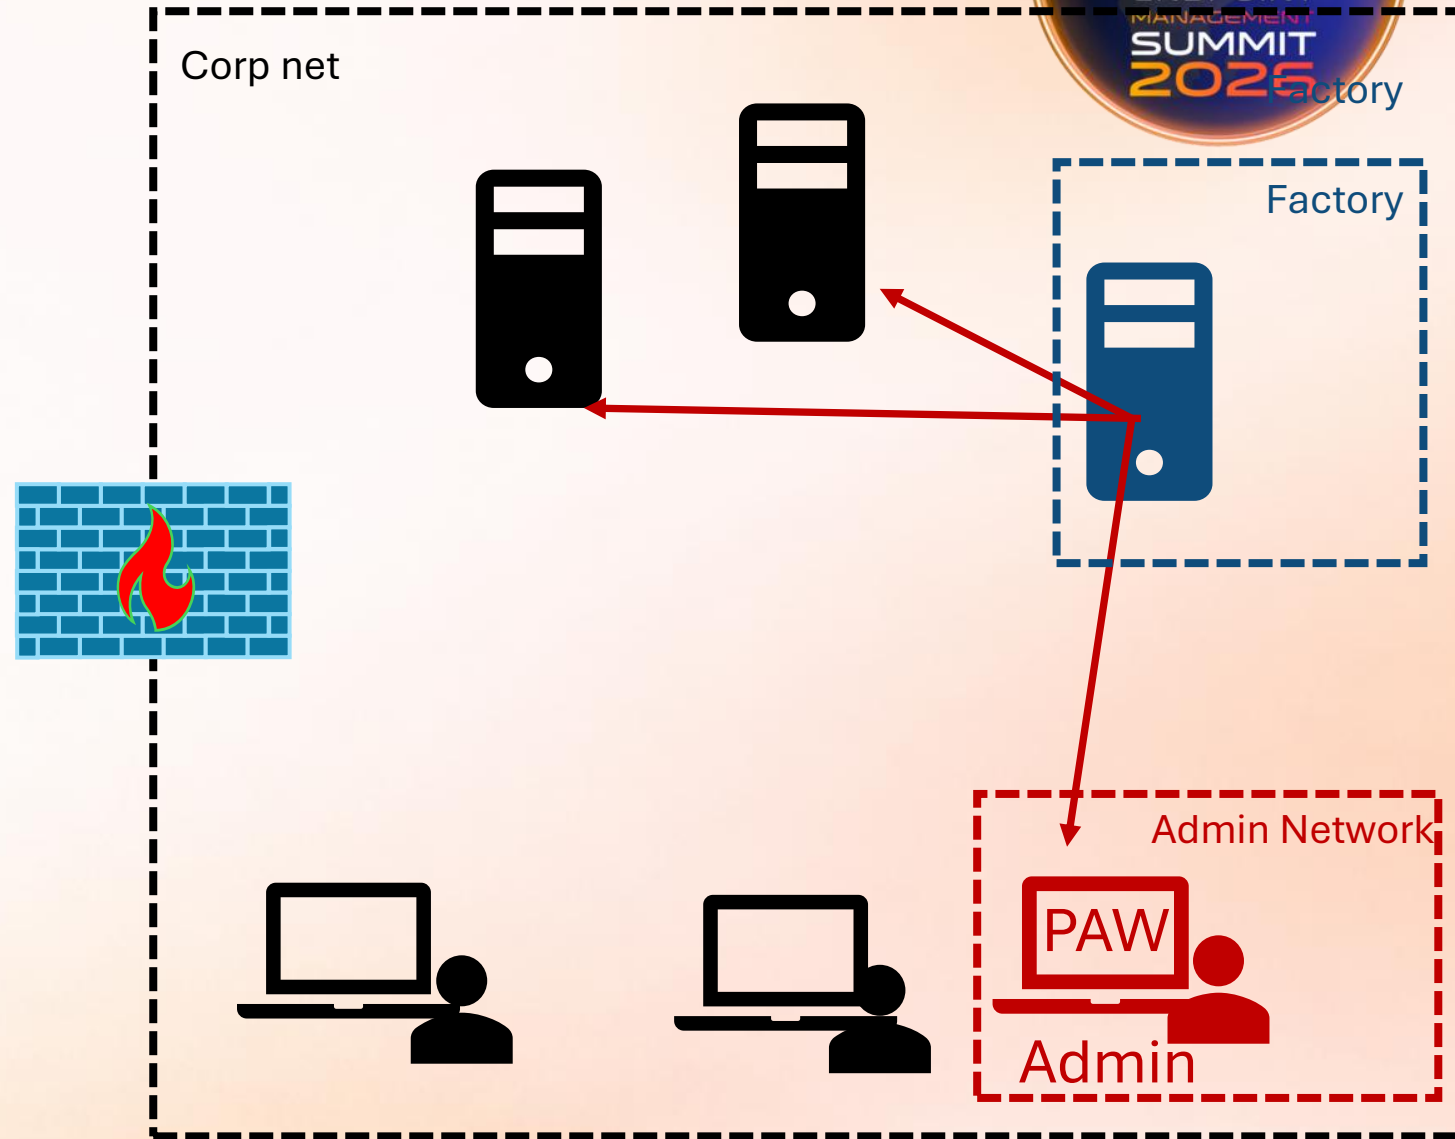 Corp net
MANAGEMENT
SUMMIT
2025
Factory
Factory
Admin Network
PAW
Admin